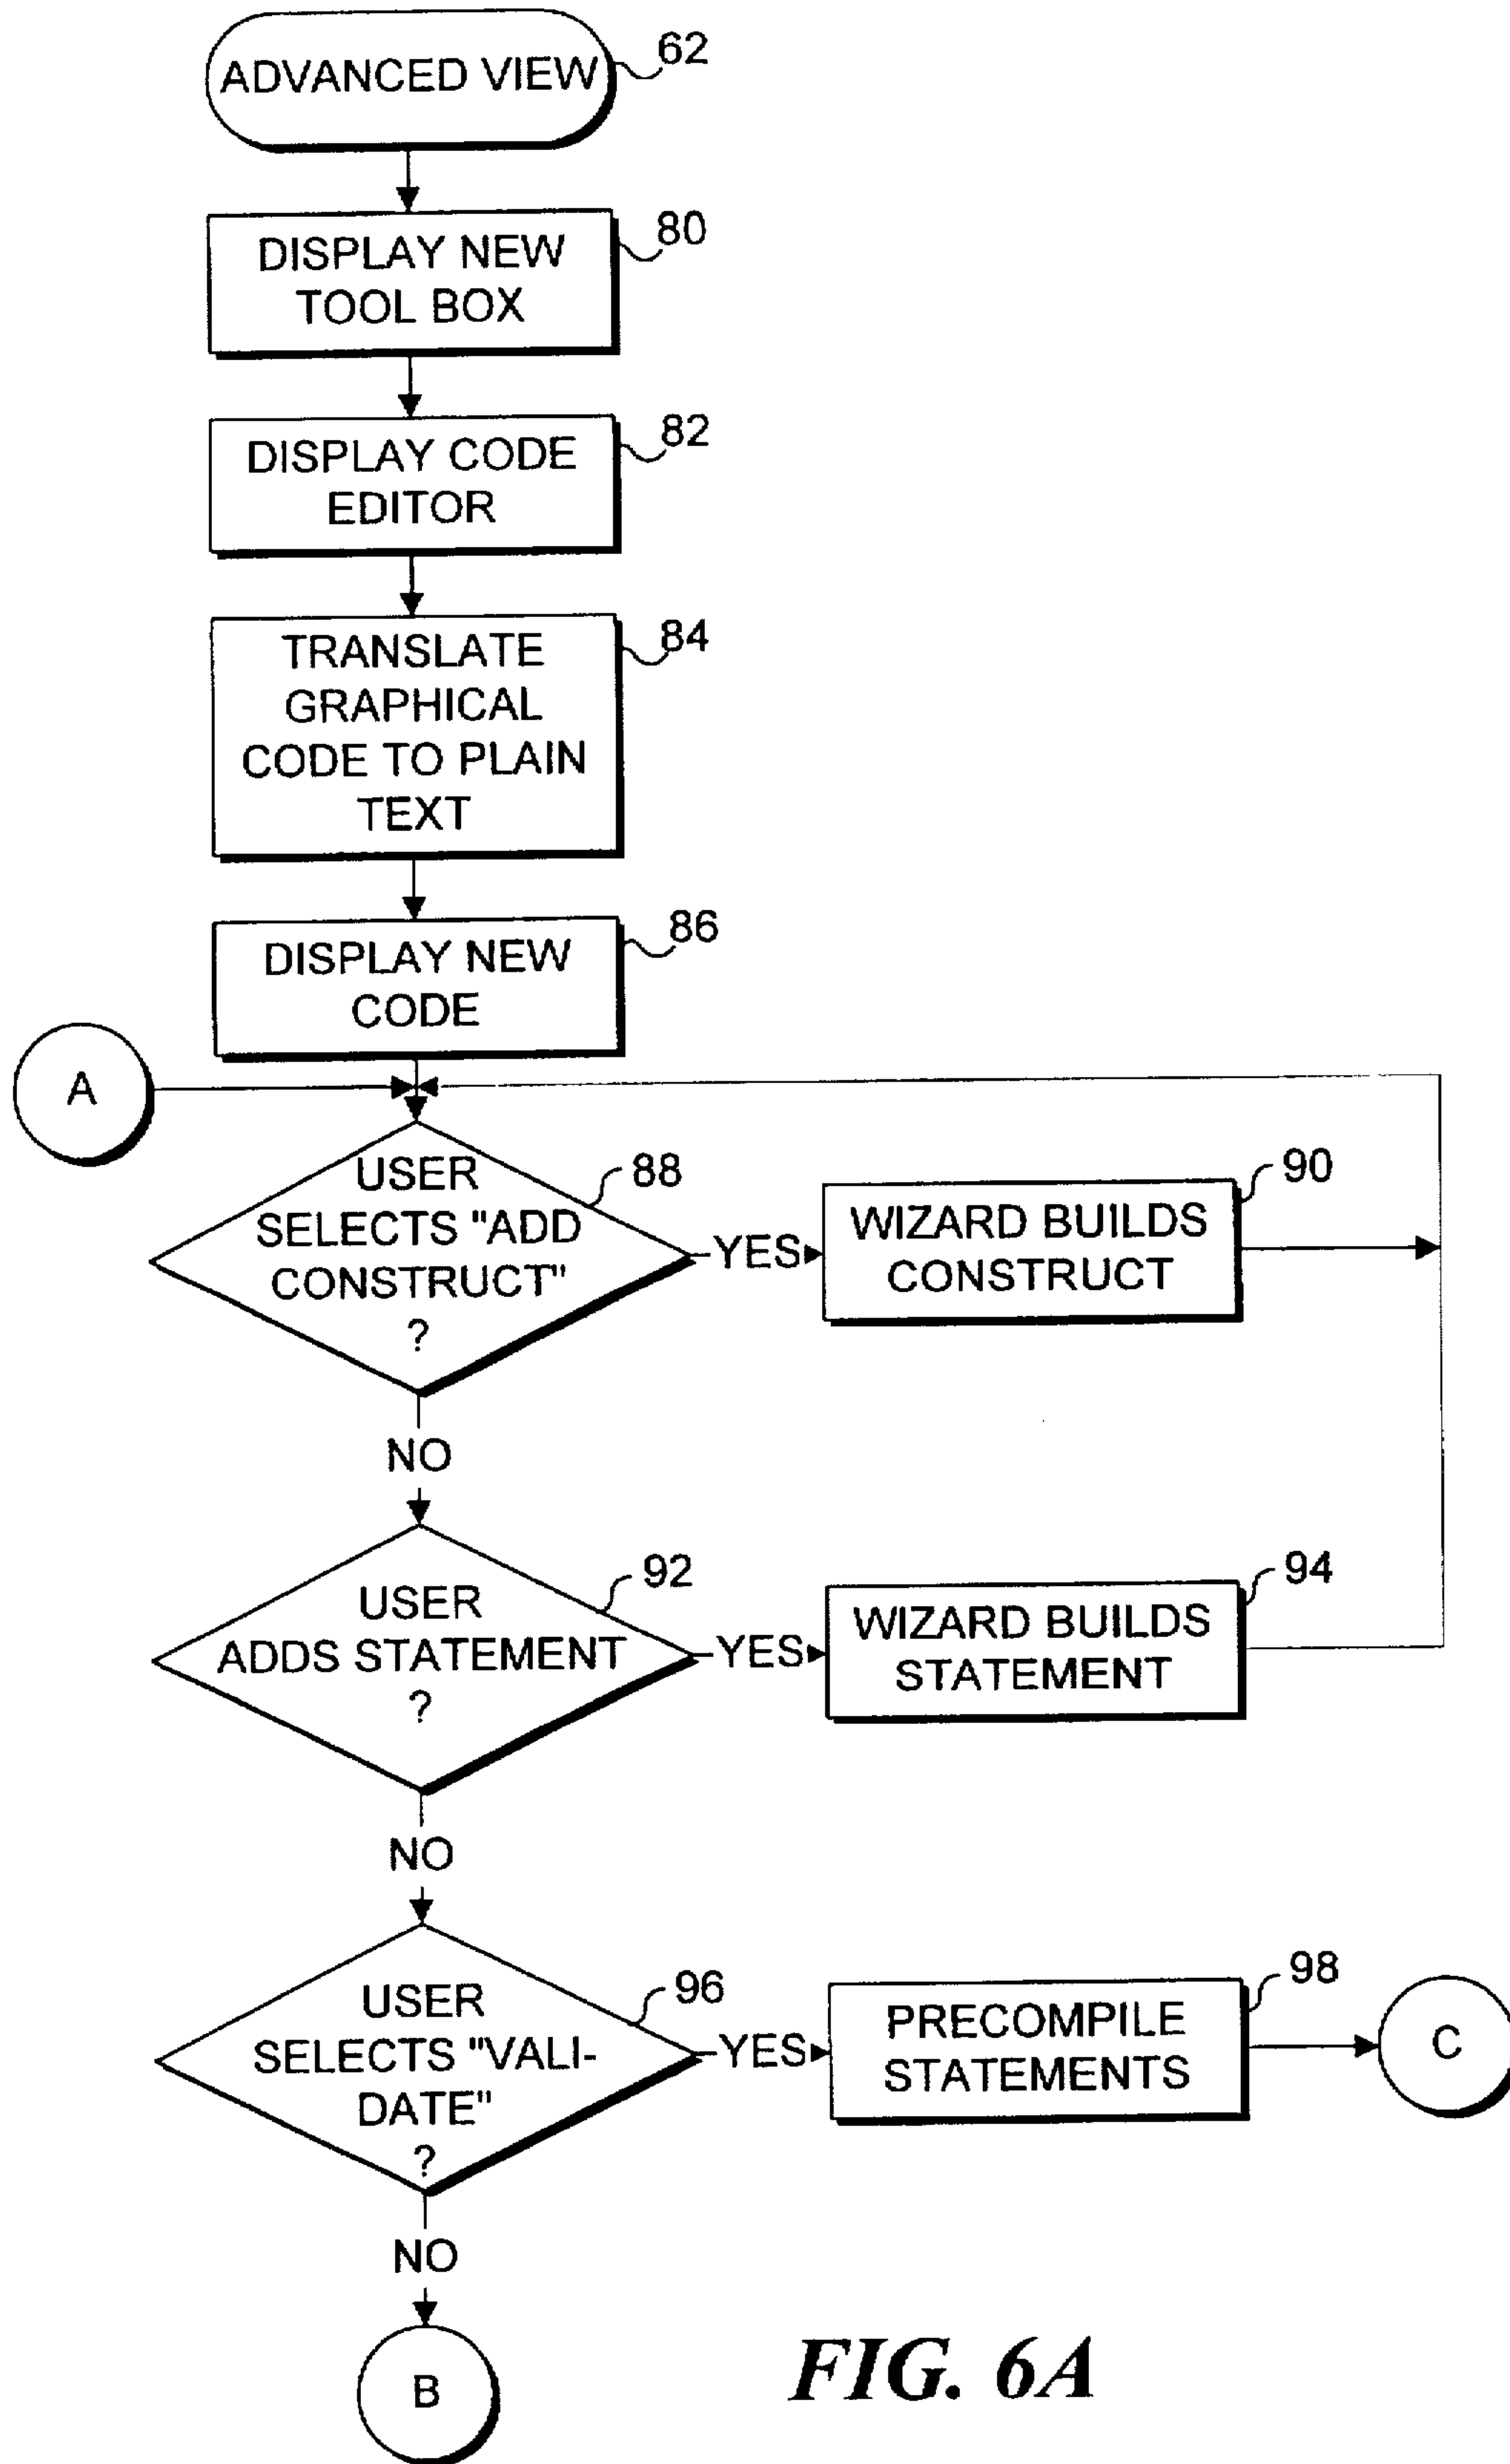 ADVANCED VIEW
62
DISPLAY NEW
TOOL BOX
80
DISPLAY CODE
EDITOR
82
TRANSLATE
GRAPHICAL
CODE TO PLAIN
TEXT
84
DISPLAY NEW
CODE
86
A
USER
SELECTS "ADD
CONSTRUCT"
?
88
YES
WIZARD BUILDS
CONSTRUCT
90
NO
USER
ADDS STATEMENT
?
92
YES
WIZARD BUILDS
STATEMENT
94
NO
USER
SELECTS "VALI-
DATE"
?
96
YES
PRECOMPILE
STATEMENTS
98
C
NO
B
FIG. 6A